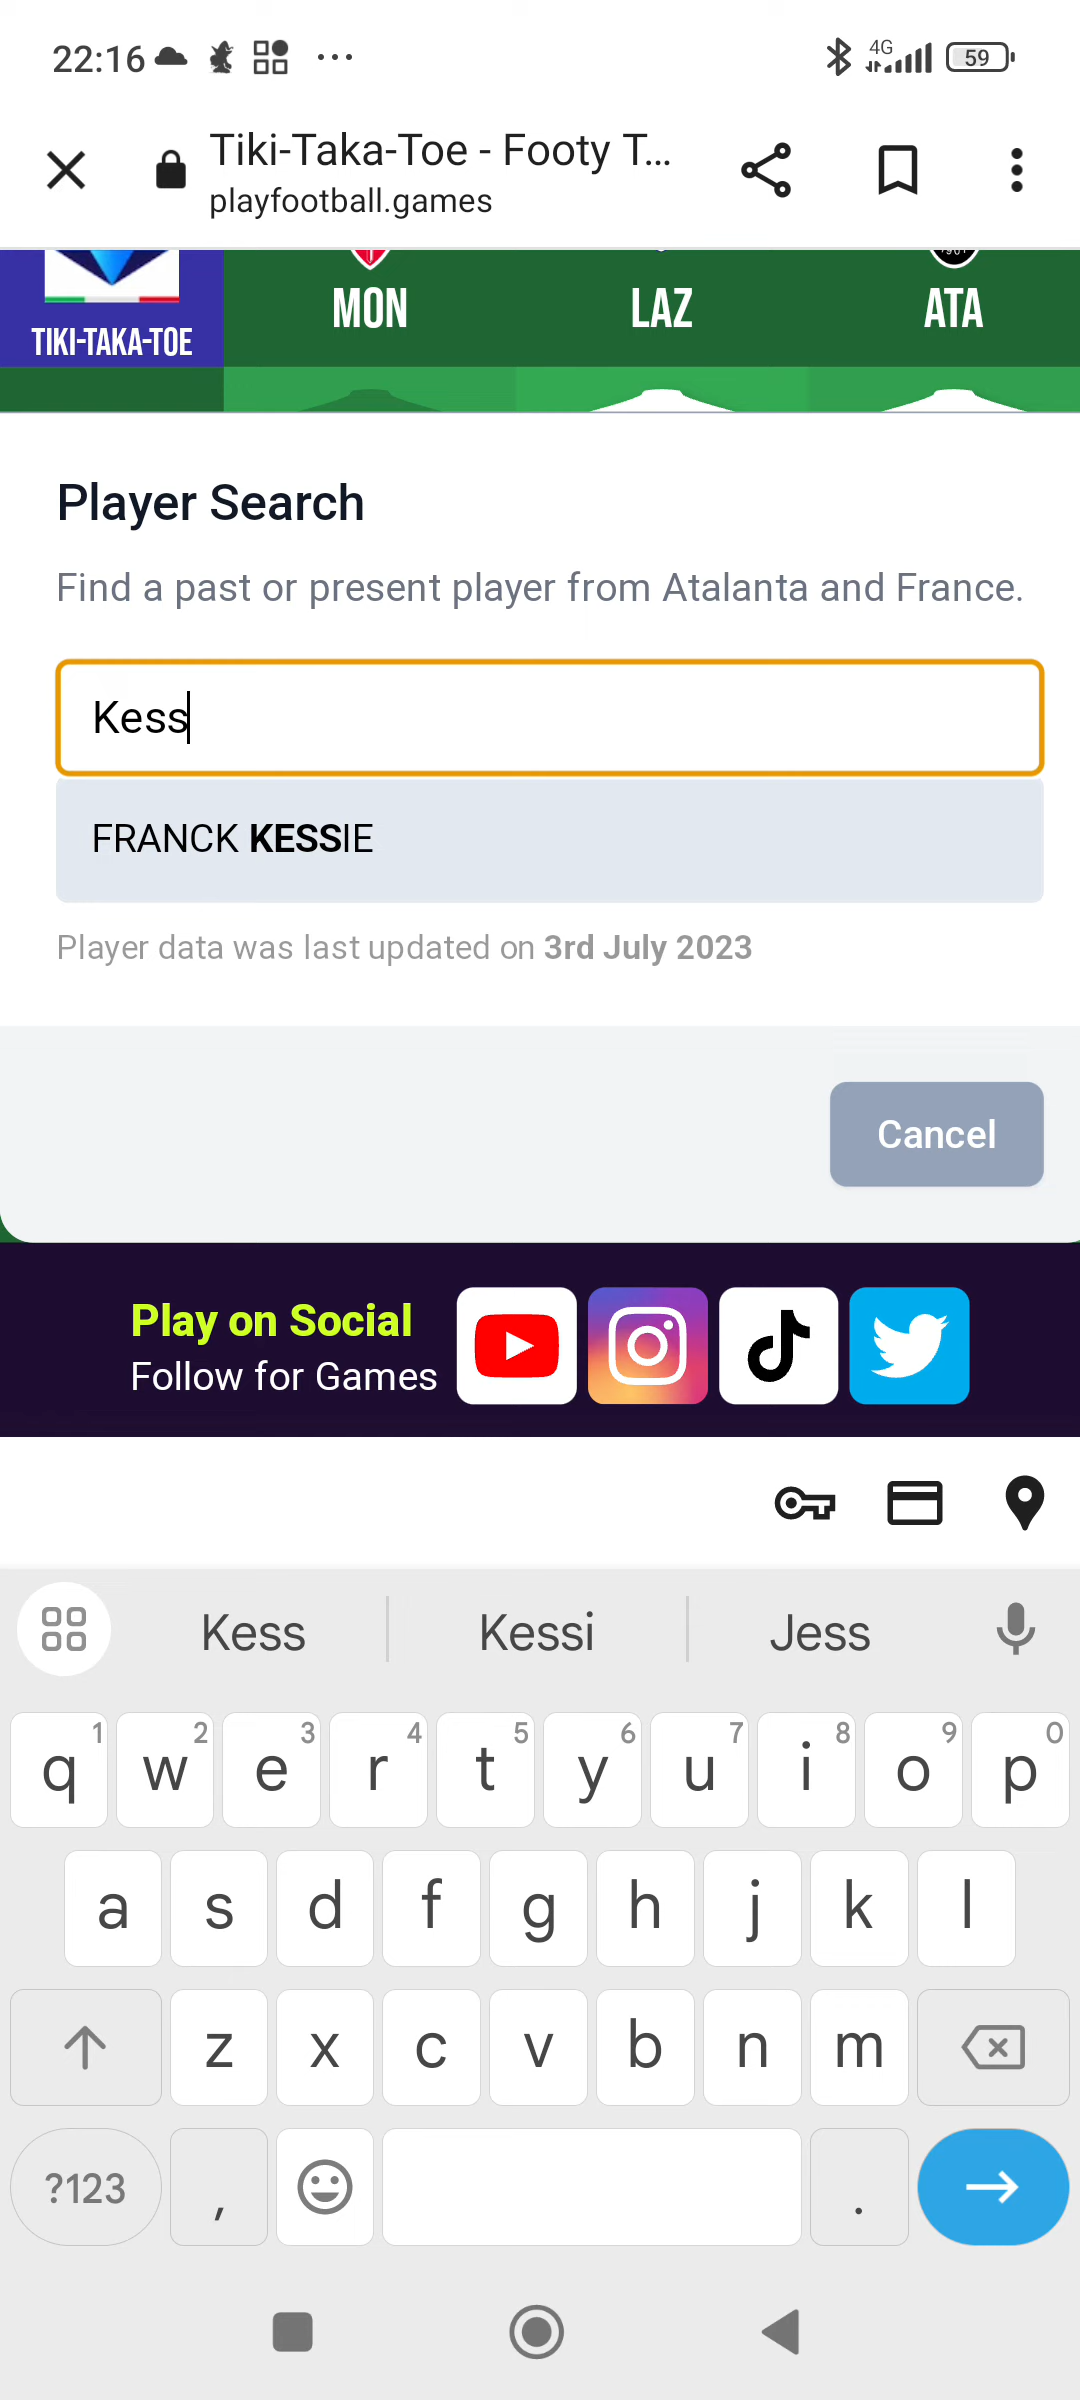 22:16
4G
59
Tiki-Taka-Toe - Footy T...
playfootball.games
MON
LAZ
ATA
TIKI-TAKA-TOE
Player Search
Find a past or present player from Atalanta and France.
Kess
FRANCK KESSIE
Player data was last updated on 3rd July 2023
Cancel
Play on Social
Follow for Games
Kess Kessi Jess
1 2 3 4 5 6 7 8 9 0
q w e r t y u i o p
a s d f g h j k l
z x c v b n m
?123 , .